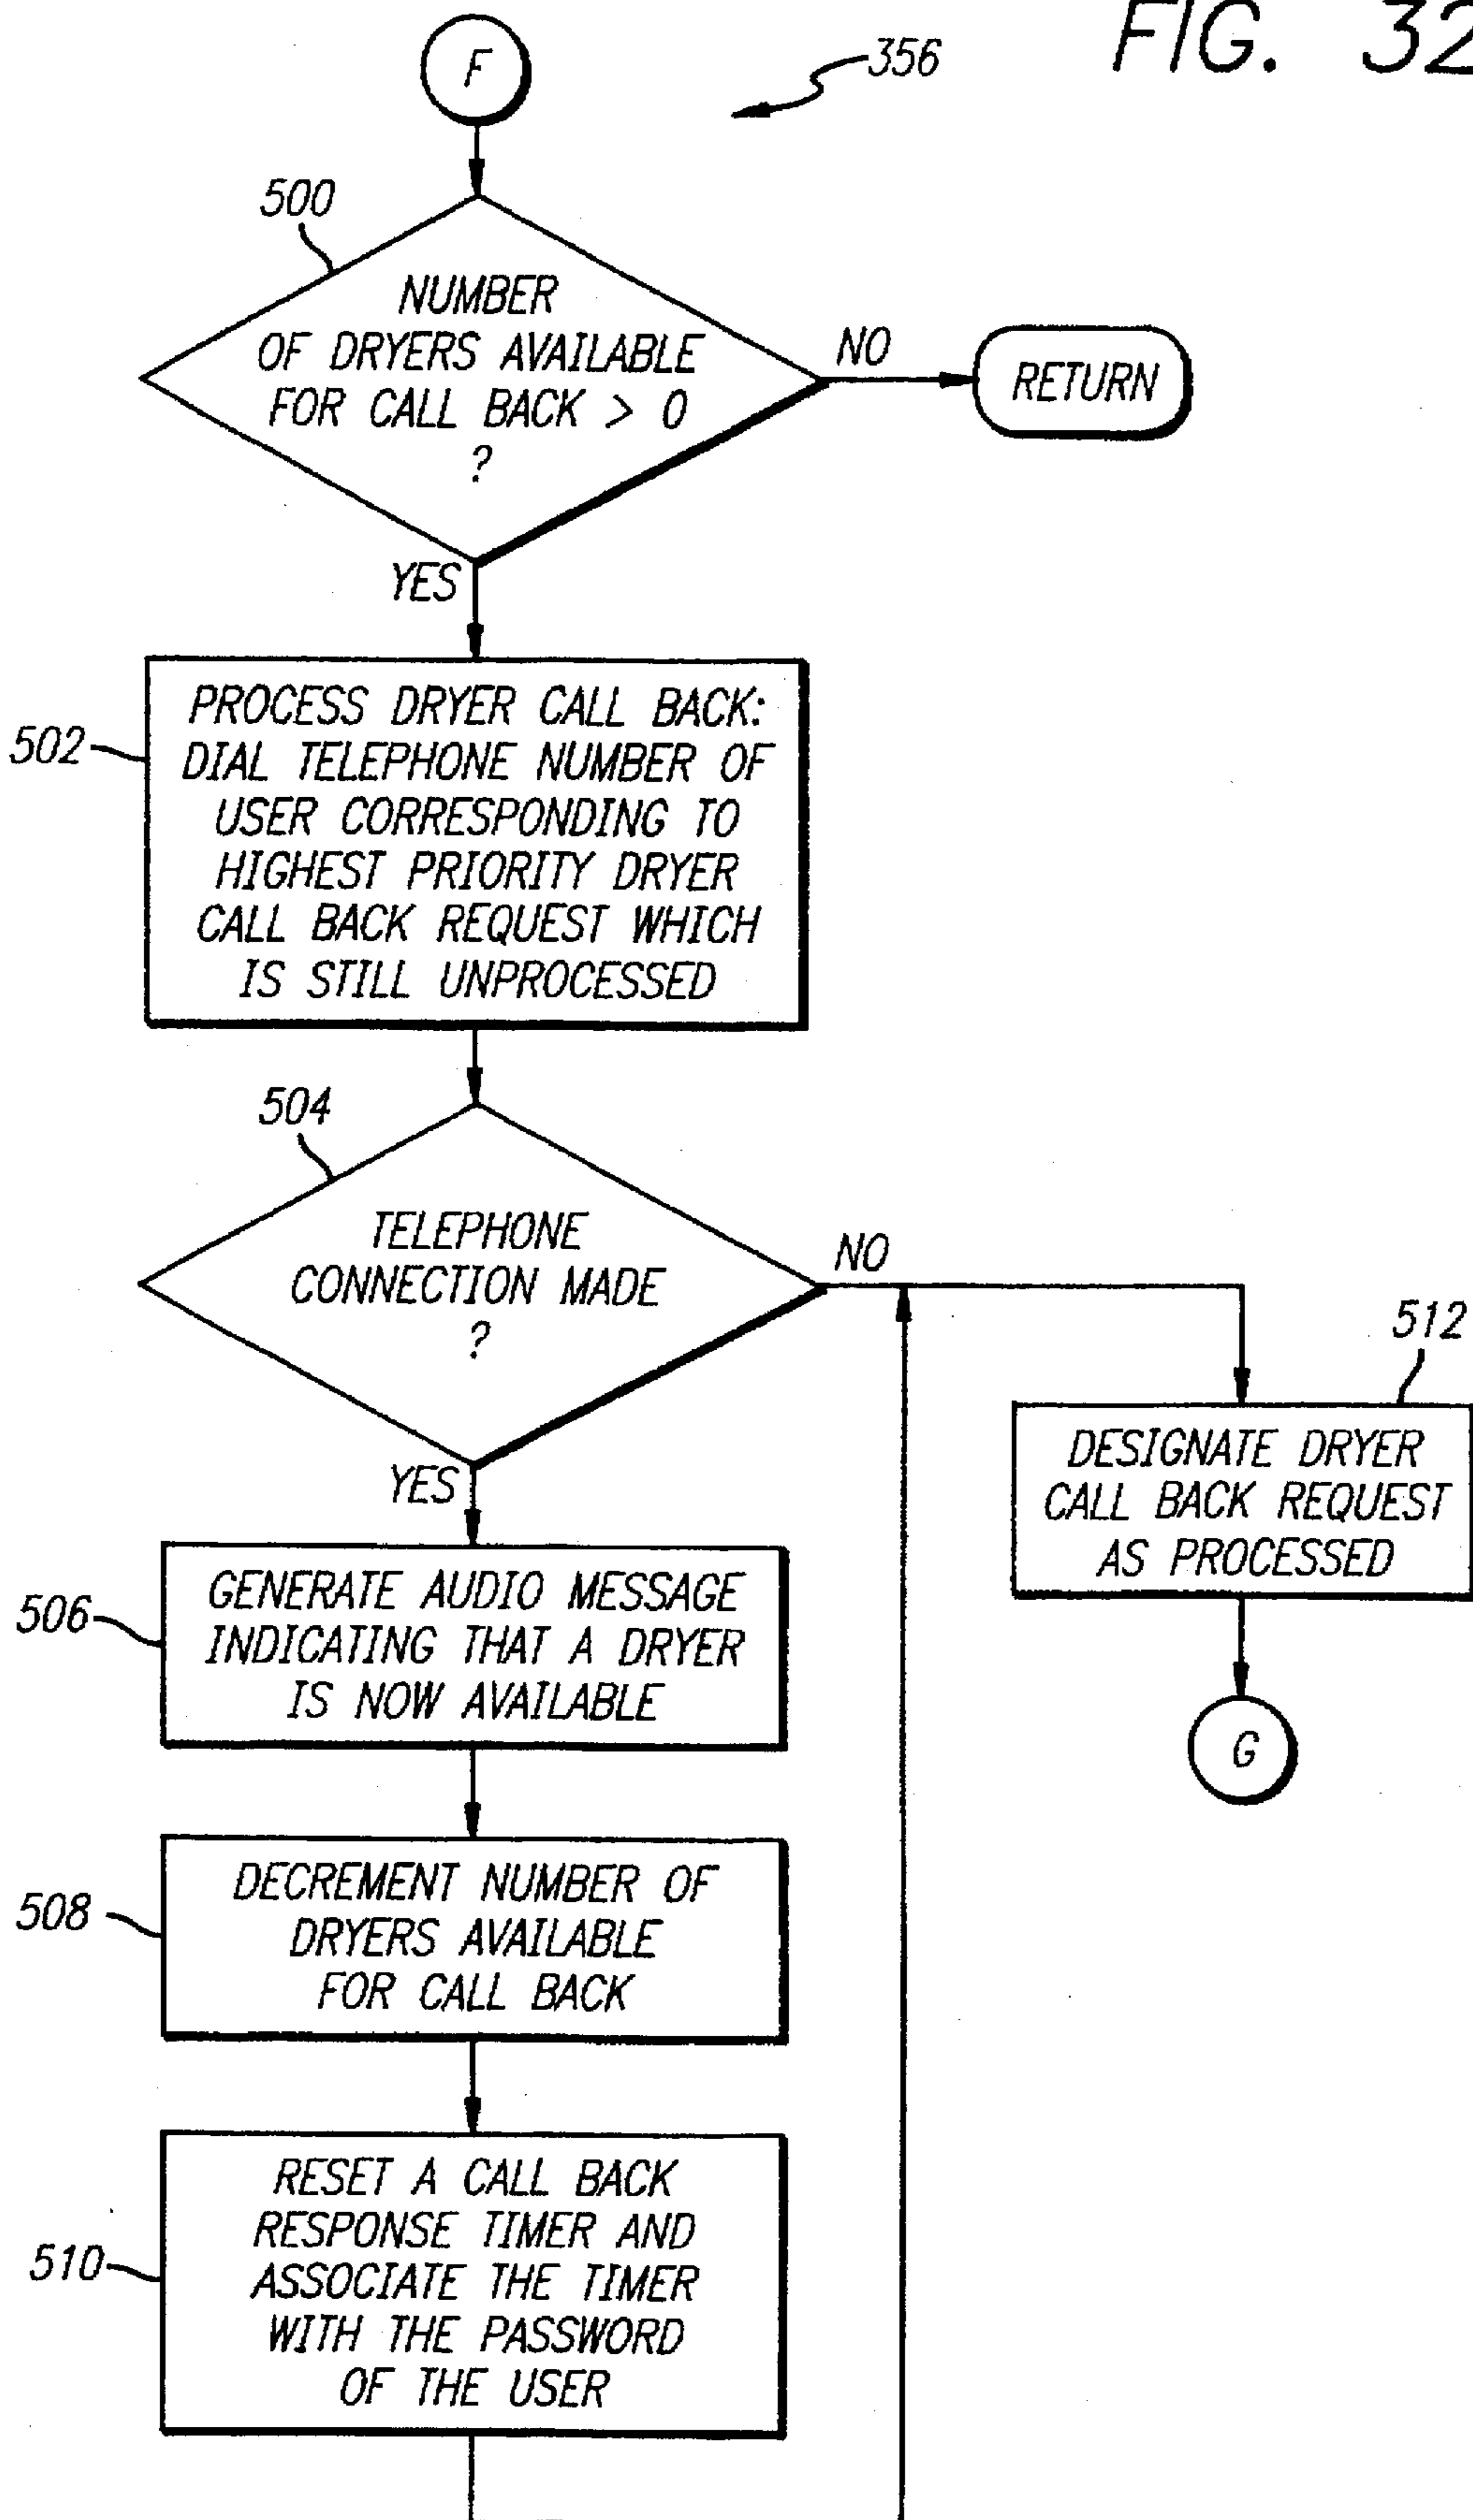 FIG. 32
F
356
500
NUMBER
OF DRYERS AVAILABLE
FOR CALL BACK > 0
?
NO
RETURN
YES
502
PROCESS DRYER CALL BACK:
DIAL TELEPHONE NUMBER OF
USER CORRESPONDING TO
HIGHEST PRIORITY DRYER
CALL BACK REQUEST WHICH
IS STILL UNPROCESSED
504
TELEPHONE
CONNECTION MADE
?
NO
YES
512
DESIGNATE DRYER
CALL BACK REQUEST
AS PROCESSED
G
506
GENERATE AUDIO MESSAGE
INDICATING THAT A DRYER
IS NOW AVAILABLE
508
DECREMENT NUMBER OF
DRYERS AVAILABLE
FOR CALL BACK
510
RESET A CALL BACK
RESPONSE TIMER AND
ASSOCIATE THE TIMER
WITH THE PASSWORD
OF THE USER